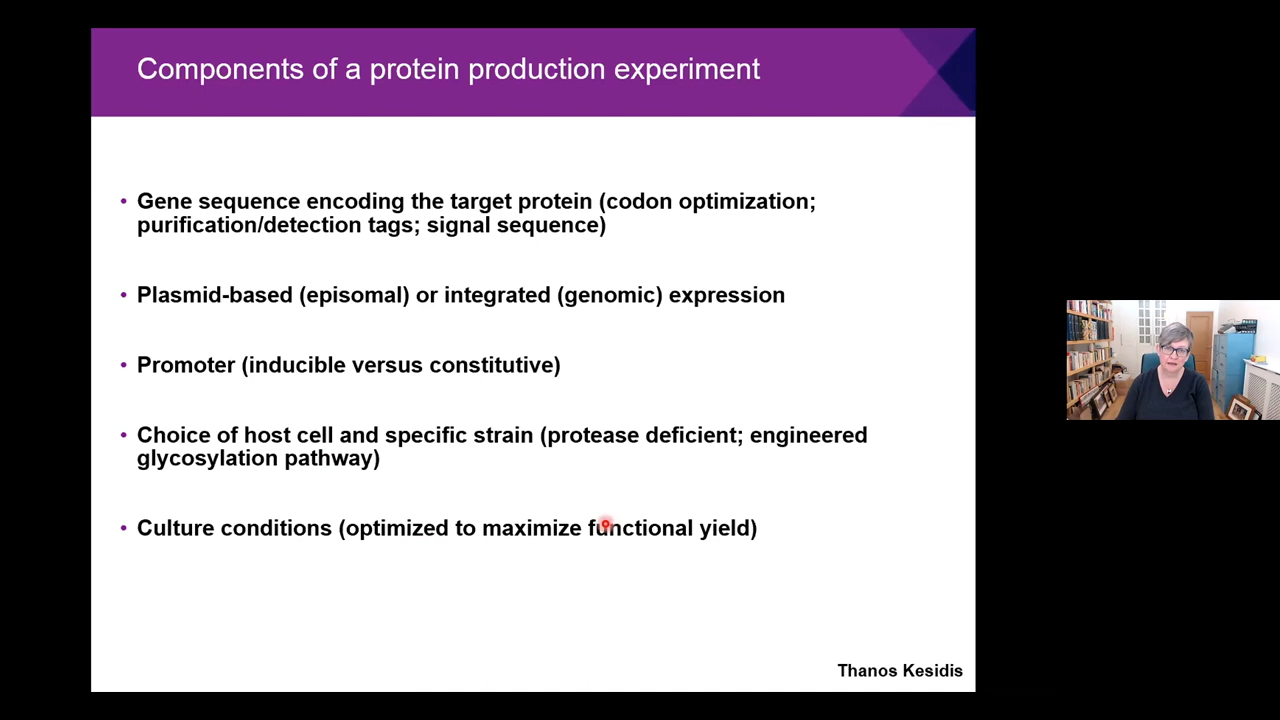 Components of a protein production experiment
• Gene sequence encoding the target protein (codon optimization;
purification/detection tags; signal sequence)
• Plasmid-based (episomal) or integrated (genomic) expression
• Promoter (inducible versus constitutive)
• Choice of host cell and specific strain (protease deficient; engineered
glycosylation pathway)
• Culture conditions (optimized to maximize functional yield)
Thanos Kesidis